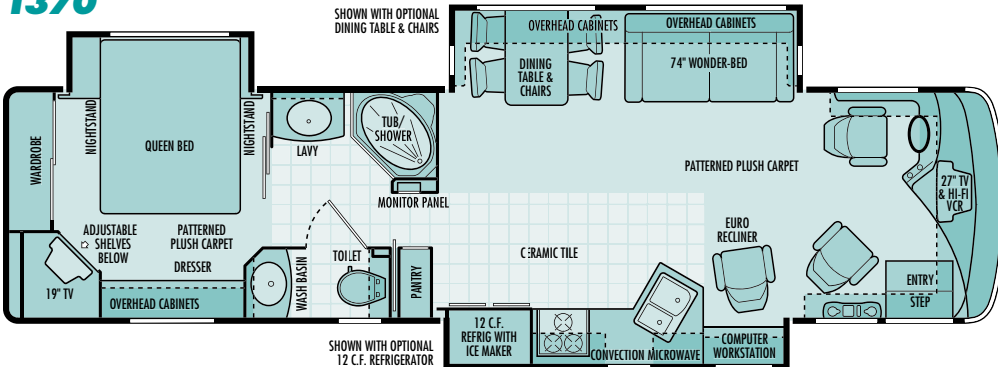 1370
SHOWN WITH OPTIONAL
DINING TABLE & CHAIRS
OVERHEAD CABINETS
OVERHEAD CABINETS
DINING
TABLE &
CHAIRS
74" WONDER-BED
WARDROBE
NIGHTSTAND
QUEEN BED
NIGHTSTAND
LAVY
TUB/
SHOWER
MONITOR PANEL
PATTERNED PLUSH CARPET
27" TV
& HI-FI
VCR
ADJUSTABLE
SHELVES
BELOW
PATTERNED
PLUSH CARPET
DRESSER
19" TV
OVERHEAD CABINETS
WASH BASIN
TOILET
PANTRY
CERAMIC TILE
EURO
RECLINER
ENTRY
STEP
12 C.F.
REFRIG WITH
ICE MAKER
CONVECTION MICROWAVE
COMPUTER
WORKSTATION
SHOWN WITH OPTIONAL
12 C.F. REFRIGERATOR